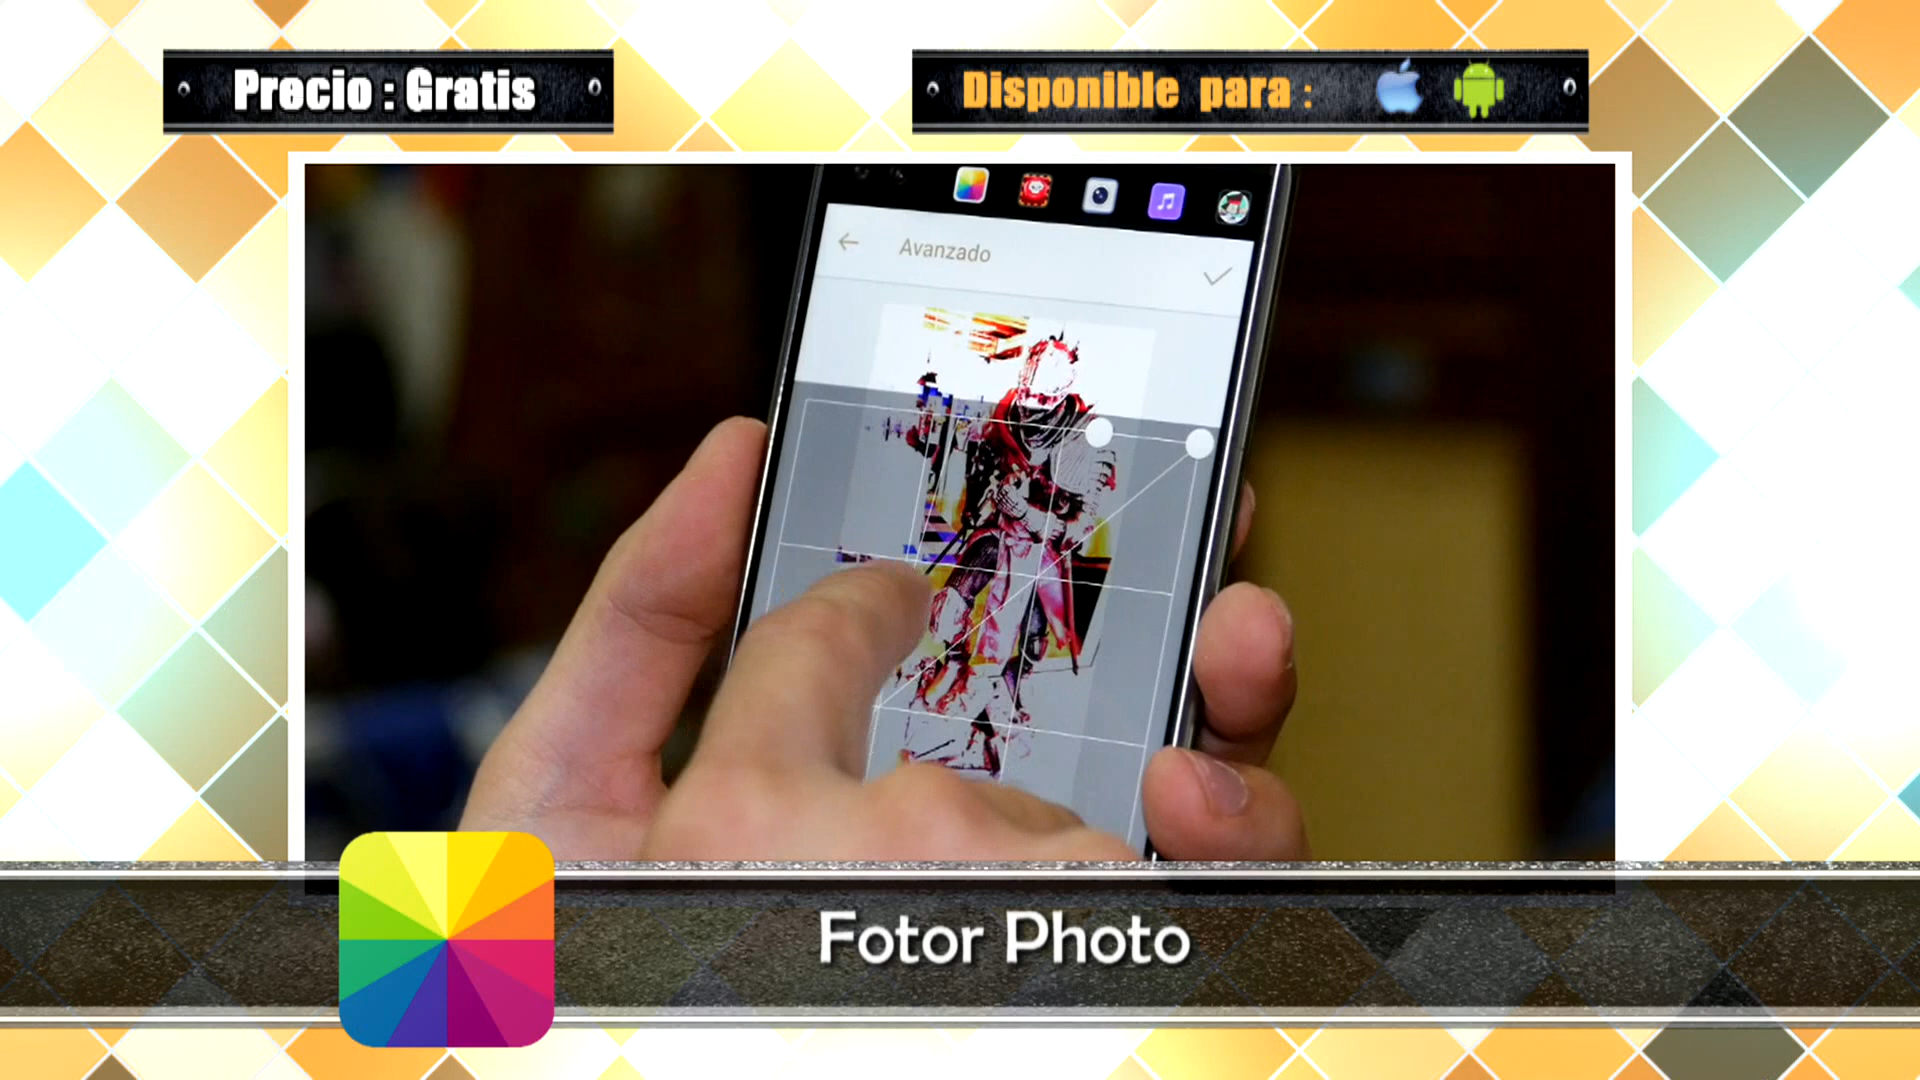 Precio : Gratis
Disponible para :
Avanzado
Fotor Photo